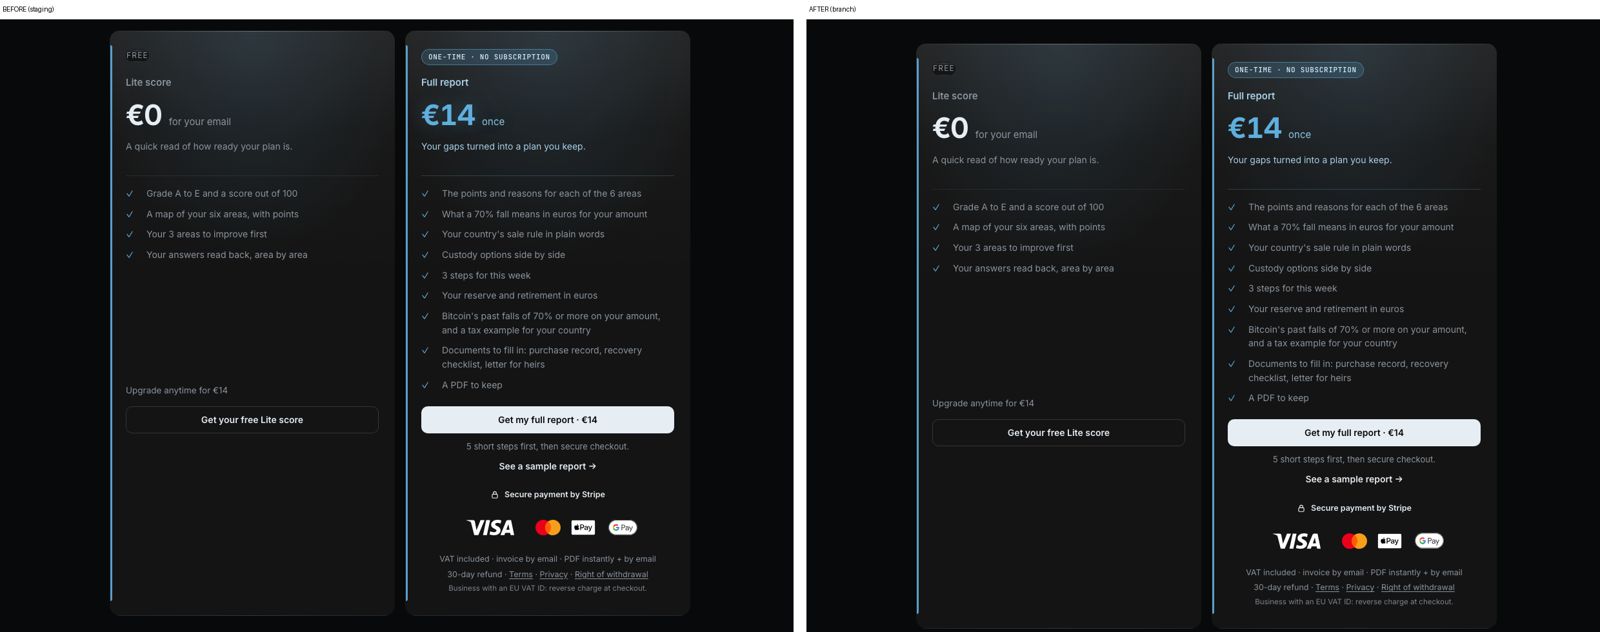 BEFORE (staging)
FREE
Lite score
€0 for your email
A quick read of how ready your plan is.
Grade A to E and a score out of 100
A map of your six areas, with points
Your 3 areas to improve first
Your answers read back, area by area
Upgrade anytime for €14
Get your free Lite score
ONE-TIME · NO SUBSCRIPTION
Full report
€14 once
Your gaps turned into a plan you keep.
The points and reasons for each of the 6 areas
What a 70% fall means in euros for your amount
Your country's sale rule in plain words
Custody options side by side
3 steps for this week
Your reserve and retirement in euros
Bitcoin's past falls of 70% or more on your amount,
and a tax example for your country
Documents to fill in: purchase record, recovery
checklist, letter for heirs
A PDF to keep
Get my full report · €14
5 short steps first, then secure checkout.
See a sample report →
Secure payment by Stripe
VISA Pay G Pay
VAT included · invoice by email · PDF instantly + by email
30-day refund · Terms · Privacy · Right of withdrawal
Business with an EU VAT ID: reverse charge at checkout.
AFTER (branch)
FREE
Lite score
€0 for your email
A quick read of how ready your plan is.
Grade A to E and a score out of 100
A map of your six areas, with points
Your 3 areas to improve first
Your answers read back, area by area
Upgrade anytime for €14
Get your free Lite score
ONE-TIME · NO SUBSCRIPTION
Full report
€14 once
Your gaps turned into a plan you keep.
The points and reasons for each of the 6 areas
What a 70% fall means in euros for your amount
Your country's sale rule in plain words
Custody options side by side
3 steps for this week
Your reserve and retirement in euros
Bitcoin's past falls of 70% or more on your amount,
and a tax example for your country
Documents to fill in: purchase record, recovery
checklist, letter for heirs
A PDF to keep
Get my full report · €14
5 short steps first, then secure checkout.
See a sample report →
Secure payment by Stripe
VISA Pay G Pay
VAT included · invoice by email · PDF instantly + by email
30-day refund · Terms · Privacy · Right of withdrawal
Business with an EU VAT ID: reverse charge at checkout.